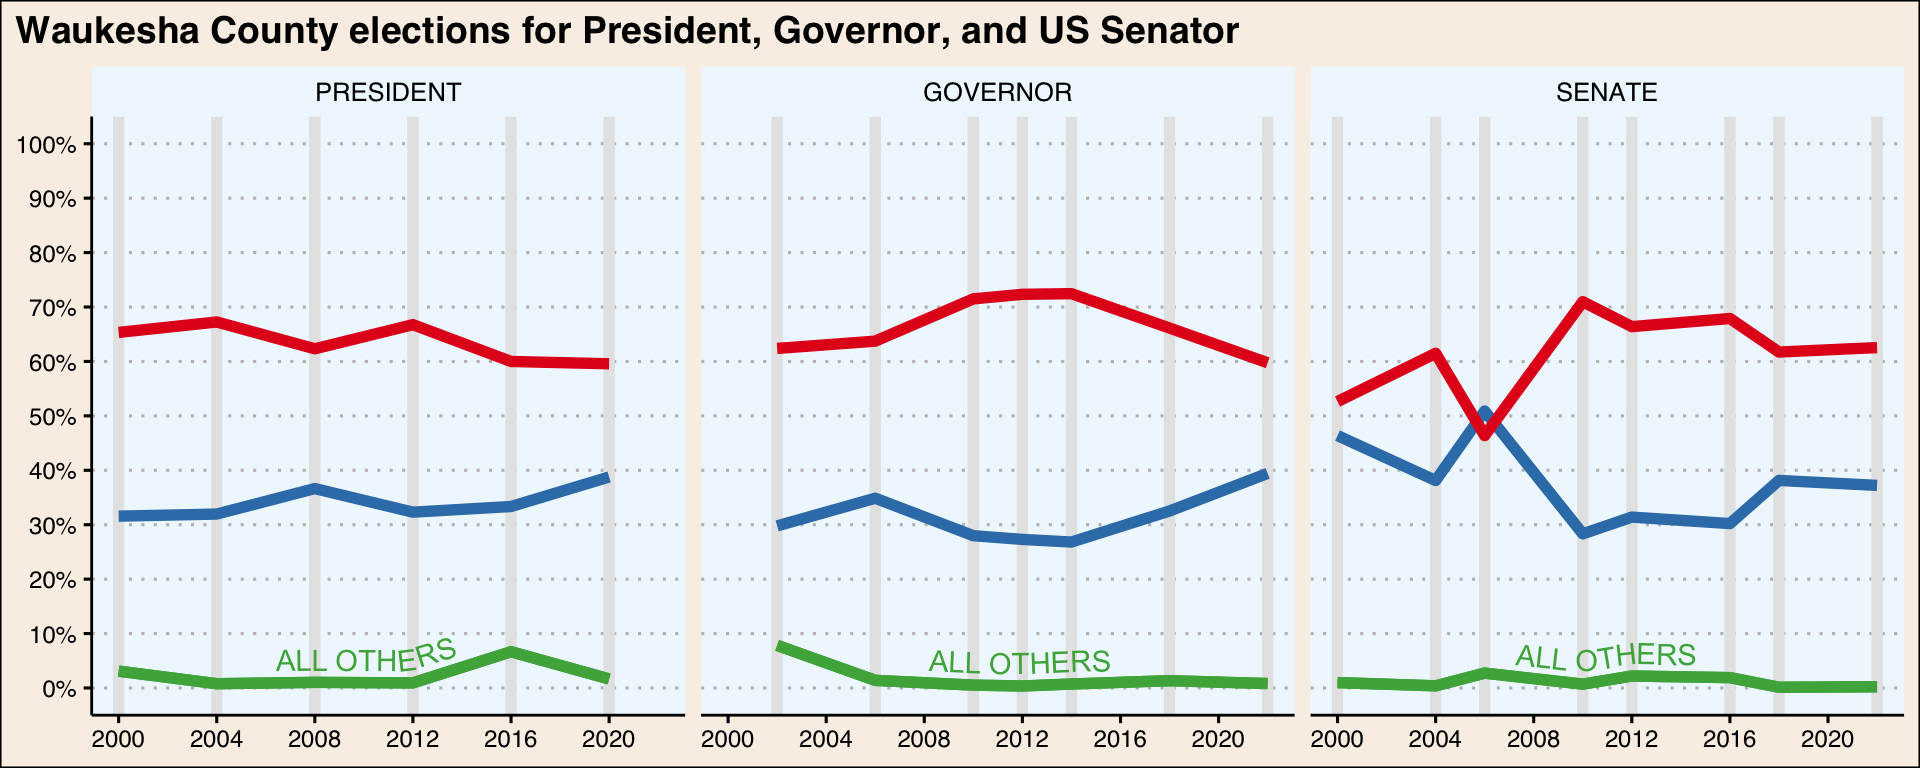 Waukesha County elections for President, Governor, and US Senator
PRESIDENT
GOVERNOR
SENATE
100%
90%
80%
70%
60%
50%
40%
30%
20%
10%
0%
ALL OTHERS
ALL OTHERS
ALL OTHERS
2000 2004 2008 2012 2016 2020
2000 2004 2008 2012 2016 2020
2000 2004 2008 2012 2016 2020